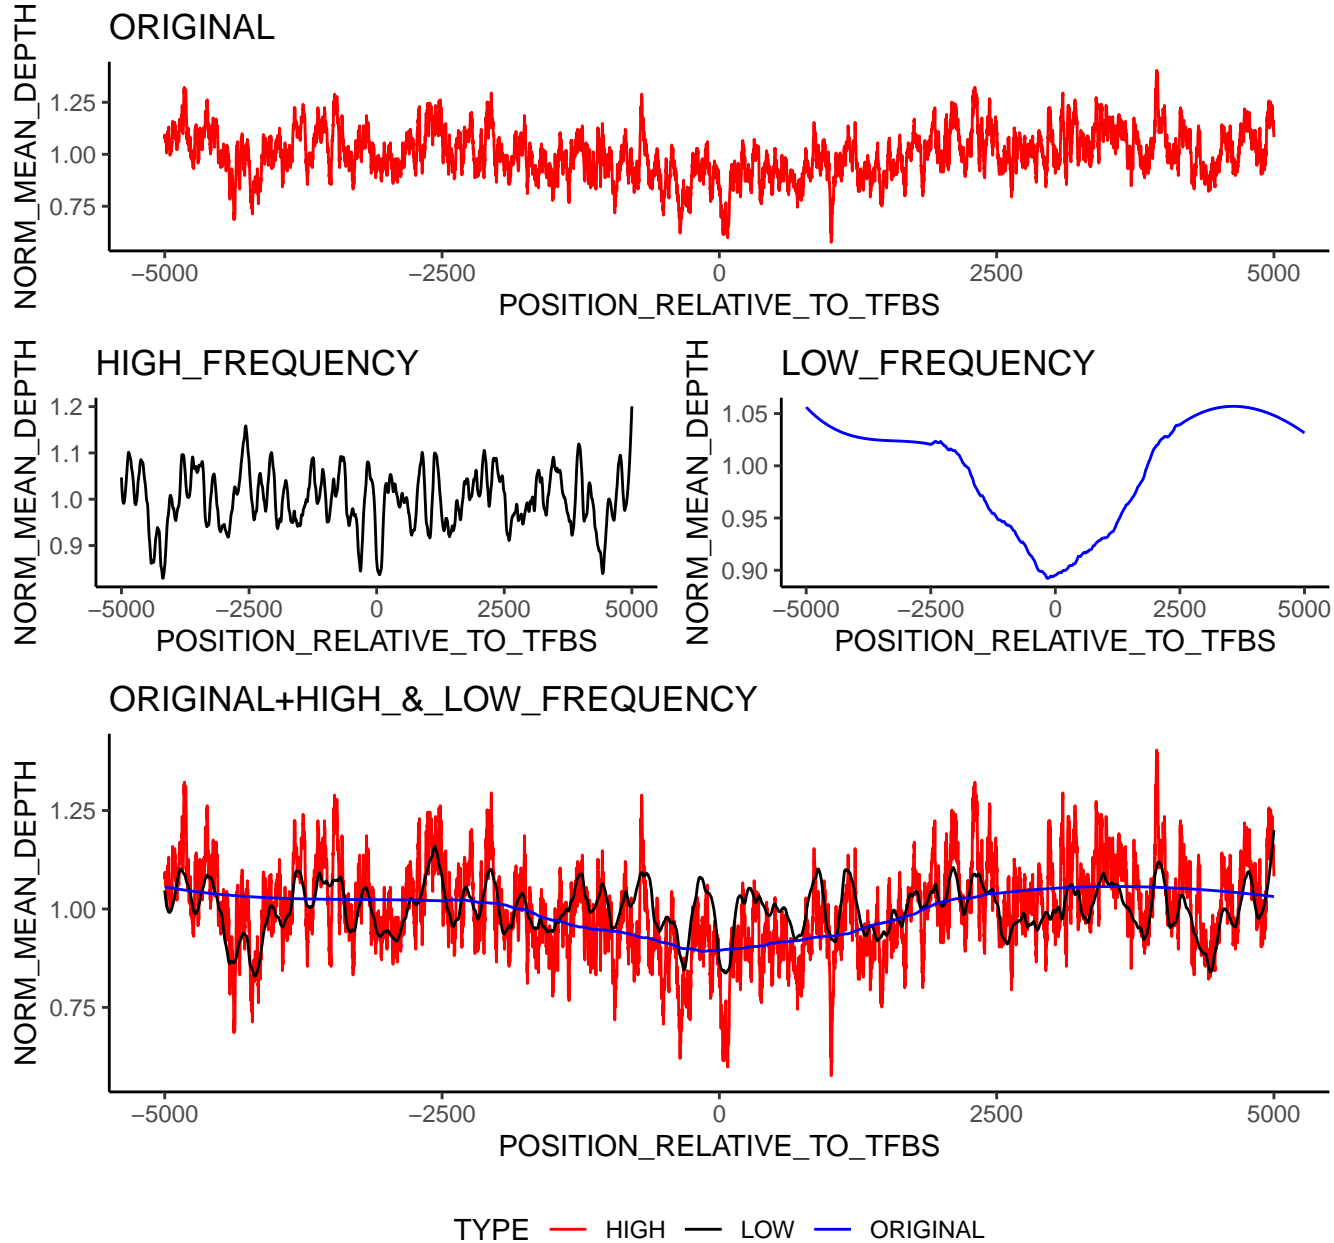 ORIGINAL
NORM_MEAN_DEPTH
1.25
1.00
0.75
−5000 −2500 0 2500 5000
POSITION_RELATIVE_TO_TFBS
HIGH_FREQUENCY
NORM_MEAN_DEPTH
1.2
1.1
1.0
0.9
−5000 −2500 0 2500 5000
POSITION_RELATIVE_TO_TFBS
LOW_FREQUENCY
NORM_MEAN_DEPTH
1.05
1.00
0.95
0.90
−5000 −2500 0 2500 5000
POSITION_RELATIVE_TO_TFBS
ORIGINAL+HIGH_&_LOW_FREQUENCY
NORM_MEAN_DEPTH
1.25
1.00
0.75
−5000 −2500 0 2500 5000
POSITION_RELATIVE_TO_TFBS
TYPE HIGH LOW ORIGINAL